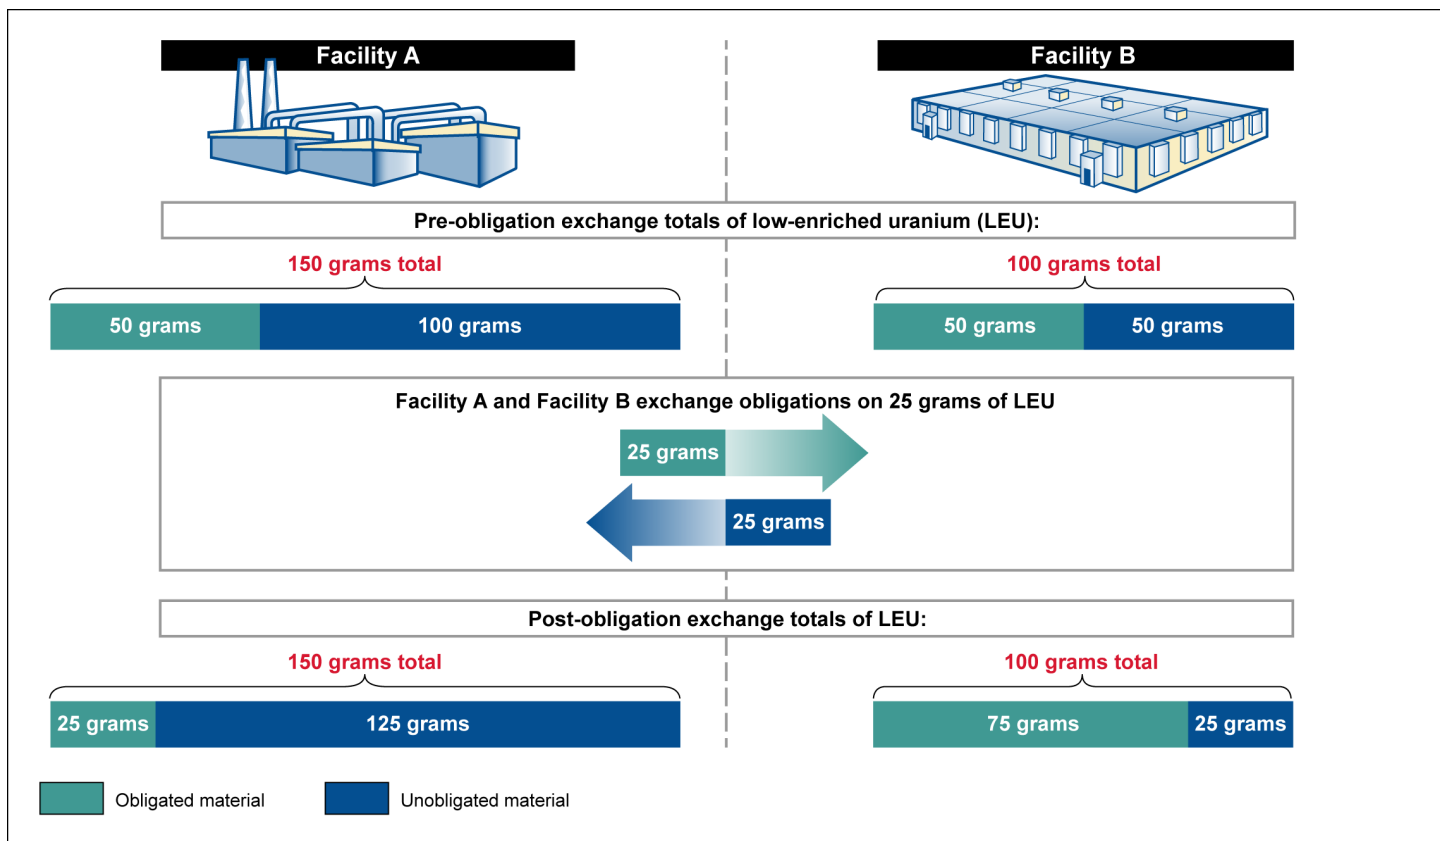 Facility A
Facility B
Pre-obligation exchange totals of low-enriched uranium (LEU):
150 grams total
100 grams total
50 grams
100 grams
50 grams
50 grams
Facility A and Facility B exchange obligations on 25 grams of LEU
25 grams
25 grams
Post-obligation exchange totals of LEU:
150 grams total
100 grams total
25 grams
125 grams
75 grams
25 grams
Obligated material
Unobligated material